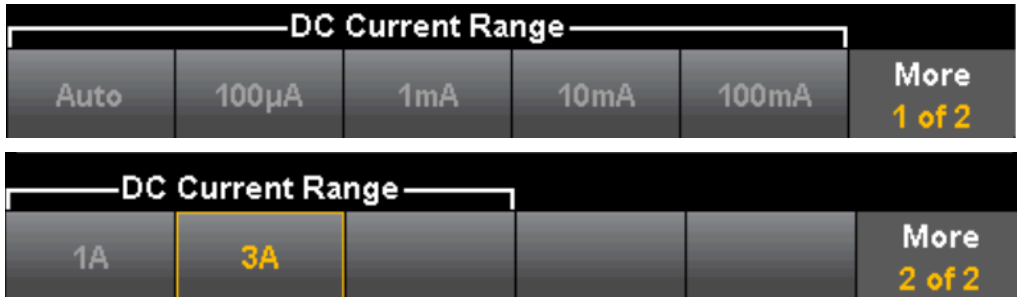 DC Current Range
Auto 100µA 1mA 10mA 100mA More
1 of 2
DC Current Range
1A 3A More
2 of 2